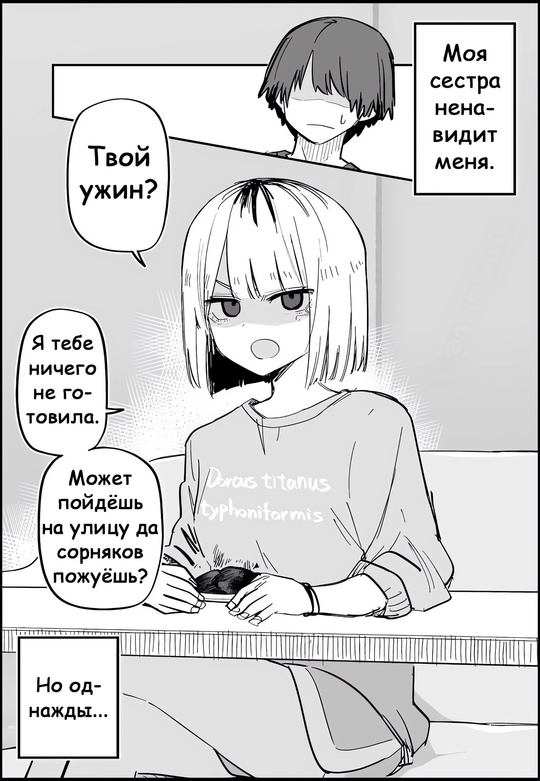 Моя
сестра
нена-
видит
меня.
Твой
ужин?
Я тебе
ничего
не го-
товила.
Может
пойдёшь
на улицу да
сорняков
пожуёшь?
Dorcus titanus
typhoniformis
Но од-
нажды...